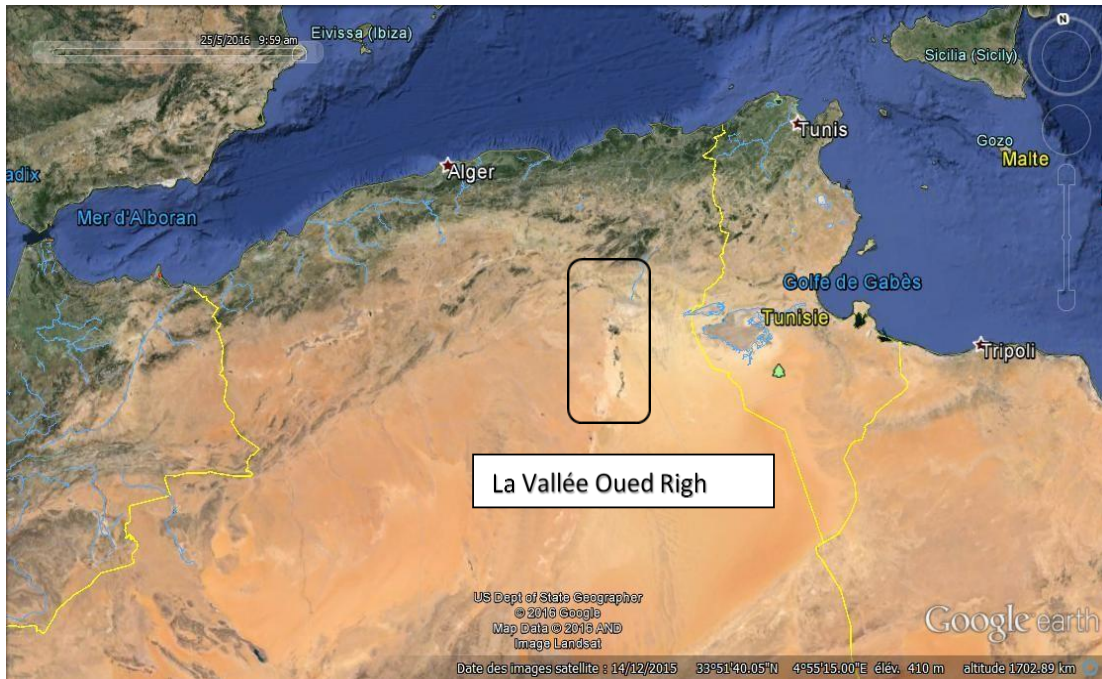 25/5/2016 9:59 am
Eivissa (Ibiza)
N
Sicilia (Sicily)
Tunis
Gozo
Malte
Alger
adix
Mer d'Alboran
Golfe de Gabès
Tunisie
Tripoli
La Vallée Oued Righ
US Dept of State Geographer
© 2016 Google
Map Data © 2016 AND
Image Landsat
Google earth
Date des images satellite : 14/12/2015 33°51'40.05"N 4°55'15.00"E élév. 410 m altitude 1702.89 km